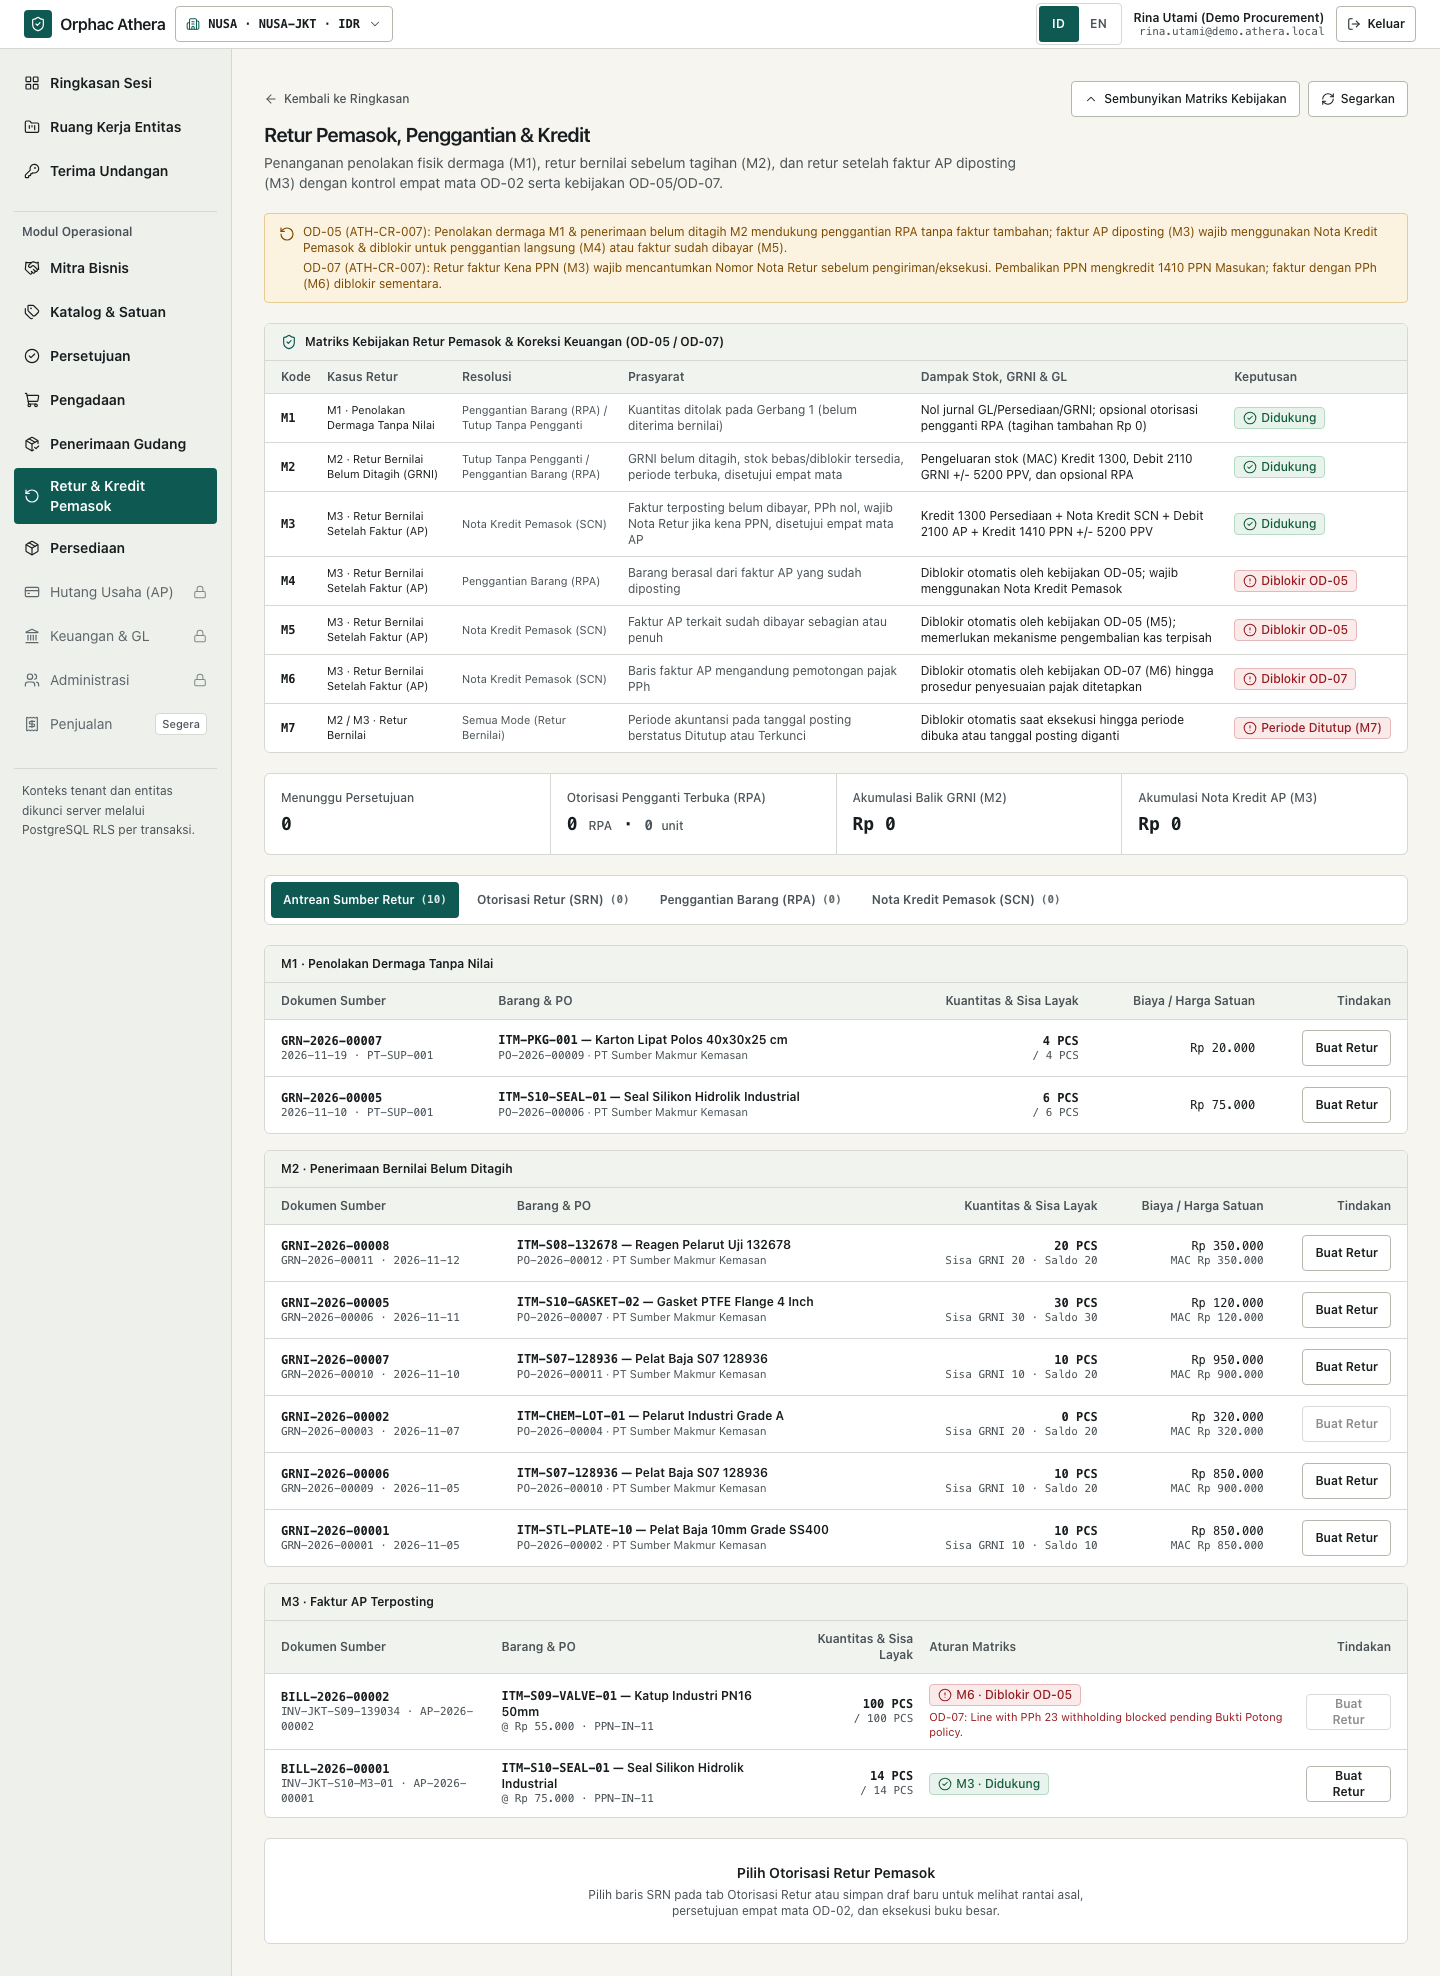 Orphac Athera
NUSA · NUSA-JKT · IDR
ID
EN
Rina Utami (Demo Procurement)
rina.utami@demo.athera.local
Keluar
Ringkasan Sesi
Ruang Kerja Entitas
Terima Undangan
Modul Operasional
Mitra Bisnis
Katalog & Satuan
Persetujuan
Pengadaan
Penerimaan Gudang
Retur & Kredit
Pemasok
Persediaan
Hutang Usaha (AP)
Keuangan & GL
Administrasi
Penjualan
Segera
Konteks tenant dan entitas
dikunci server melalui
PostgreSQL RLS per transaksi.
Kembali ke Ringkasan
Sembunyikan Matriks Kebijakan
Segarkan
Retur Pemasok, Penggantian & Kredit
Penanganan penolakan fisik dermaga (M1), retur bernilai sebelum tagihan (M2), dan retur setelah faktur AP diposting
(M3) dengan kontrol empat mata OD-02 serta kebijakan OD-05/OD-07.
OD-05 (ATH-CR-007): Penolakan dermaga M1 & penerimaan belum ditagih M2 mendukung penggantian RPA tanpa faktur tambahan; faktur AP diposting (M3) wajib menggunakan Nota Kredit
Pemasok & diblokir untuk penggantian langsung (M4) atau faktur sudah dibayar (M5).
OD-07 (ATH-CR-007): Retur faktur Kena PPN (M3) wajib mencantumkan Nomor Nota Retur sebelum pengiriman/eksekusi. Pembalikan PPN mengkredit 1410 PPN Masukan; faktur dengan PPh
(M6) diblokir sementara.
Matriks Kebijakan Retur Pemasok & Koreksi Keuangan (OD-05 / OD-07)
Kode Kasus Retur Resolusi Prasyarat Dampak Stok, GRNI & GL Keputusan
M1
M1 · Penolakan
Dermaga Tanpa Nilai
Penggantian Barang (RPA) /
Tutup Tanpa Pengganti
Kuantitas ditolak pada Gerbang 1 (belum
diterima bernilai)
Nol jurnal GL/Persediaan/GRNI; opsional otorisasi
pengganti RPA (tagihan tambahan Rp 0)
Didukung
M2
M2 · Retur Bernilai
Belum Ditagih (GRNI)
Tutup Tanpa Pengganti /
Penggantian Barang (RPA)
GRNI belum ditagih, stok bebas/diblokir tersedia,
periode terbuka, disetujui empat mata
Pengeluaran stok (MAC) Kredit 1300, Debit 2110
GRNI +/- 5200 PPV, dan opsional RPA
Didukung
M3
M3 · Retur Bernilai
Setelah Faktur (AP)
Nota Kredit Pemasok (SCN)
Faktur terposting belum dibayar, PPh nol, wajib
Nota Retur jika kena PPN, disetujui empat mata
AP
Kredit 1300 Persediaan + Nota Kredit SCN + Debit
2100 AP + Kredit 1410 PPN +/- 5200 PPV
Didukung
M4
M3 · Retur Bernilai
Setelah Faktur (AP)
Penggantian Barang (RPA)
Barang berasal dari faktur AP yang sudah
diposting
Diblokir otomatis oleh kebijakan OD-05; wajib
menggunakan Nota Kredit Pemasok
Diblokir OD-05
M5
M3 · Retur Bernilai
Setelah Faktur (AP)
Nota Kredit Pemasok (SCN)
Faktur AP terkait sudah dibayar sebagian atau
penuh
Diblokir otomatis oleh kebijakan OD-05 (M5);
memerlukan mekanisme pengembalian kas terpisah
Diblokir OD-05
M6
M3 · Retur Bernilai
Setelah Faktur (AP)
Nota Kredit Pemasok (SCN)
Baris faktur AP mengandung pemotongan pajak
PPh
Diblokir otomatis oleh kebijakan OD-07 (M6) hingga
prosedur penyesuaian pajak ditetapkan
Diblokir OD-07
M7
M2 / M3 · Retur
Bernilai
Semua Mode (Retur
Bernilai)
Periode akuntansi pada tanggal posting
berstatus Ditutup atau Terkunci
Diblokir otomatis saat eksekusi hingga periode
dibuka atau tanggal posting diganti
Periode Ditutup (M7)
Menunggu Persetujuan
0
Otorisasi Pengganti Terbuka (RPA)
0 RPA · 0 unit
Akumulasi Balik GRNI (M2)
Rp 0
Akumulasi Nota Kredit AP (M3)
Rp 0
Antrean Sumber Retur (10)
Otorisasi Retur (SRN) (0)
Penggantian Barang (RPA) (0)
Nota Kredit Pemasok (SCN) (0)
M1 · Penolakan Dermaga Tanpa Nilai
Dokumen Sumber Barang & PO Kuantitas & Sisa Layak Biaya / Harga Satuan Tindakan
GRN-2026-00007
2026-11-19 · PT-SUP-001
ITM-PKG-001 — Karton Lipat Polos 40x30x25 cm
PO-2026-00009 · PT Sumber Makmur Kemasan
4 PCS
/ 4 PCS
Rp 20.000
Buat Retur
GRN-2026-00005
2026-11-10 · PT-SUP-001
ITM-S10-SEAL-01 — Seal Silikon Hidrolik Industrial
PO-2026-00006 · PT Sumber Makmur Kemasan
6 PCS
/ 6 PCS
Rp 75.000
Buat Retur
M2 · Penerimaan Bernilai Belum Ditagih
Dokumen Sumber Barang & PO Kuantitas & Sisa Layak Biaya / Harga Satuan Tindakan
GRNI-2026-00008
GRN-2026-00011 · 2026-11-12
ITM-S08-132678 — Reagen Pelarut Uji 132678
PO-2026-00012 · PT Sumber Makmur Kemasan
20 PCS
Sisa GRNI 20 · Saldo 20
Rp 350.000
MAC Rp 350.000
Buat Retur
GRNI-2026-00005
GRN-2026-00006 · 2026-11-11
ITM-S10-GASKET-02 — Gasket PTFE Flange 4 Inch
PO-2026-00007 · PT Sumber Makmur Kemasan
30 PCS
Sisa GRNI 30 · Saldo 30
Rp 120.000
MAC Rp 120.000
Buat Retur
GRNI-2026-00007
GRN-2026-00010 · 2026-11-10
ITM-S07-128936 — Pelat Baja S07 128936
PO-2026-00011 · PT Sumber Makmur Kemasan
10 PCS
Sisa GRNI 10 · Saldo 20
Rp 950.000
MAC Rp 900.000
Buat Retur
GRNI-2026-00002
GRN-2026-00003 · 2026-11-07
ITM-CHEM-LOT-01 — Pelarut Industri Grade A
PO-2026-00004 · PT Sumber Makmur Kemasan
0 PCS
Sisa GRNI 20 · Saldo 20
Rp 320.000
MAC Rp 320.000
Buat Retur
GRNI-2026-00006
GRN-2026-00009 · 2026-11-05
ITM-S07-128936 — Pelat Baja S07 128936
PO-2026-00010 · PT Sumber Makmur Kemasan
10 PCS
Sisa GRNI 10 · Saldo 20
Rp 850.000
MAC Rp 900.000
Buat Retur
GRNI-2026-00001
GRN-2026-00001 · 2026-11-05
ITM-STL-PLATE-10 — Pelat Baja 10mm Grade SS400
PO-2026-00002 · PT Sumber Makmur Kemasan
10 PCS
Sisa GRNI 10 · Saldo 10
Rp 850.000
MAC Rp 850.000
Buat Retur
M3 · Faktur AP Terposting
Dokumen Sumber Barang & PO Kuantitas & Sisa
Layak Aturan Matriks Tindakan
BILL-2026-00002
INV-JKT-S09-139034 · AP-2026-
00002
ITM-S09-VALVE-01 — Katup Industri PN16
50mm
@ Rp 55.000 · PPN-IN-11
100 PCS
/ 100 PCS
M6 · Diblokir OD-05
OD-07: Line with PPh 23 withholding blocked pending Bukti Potong
policy.
Buat
Retur
BILL-2026-00001
INV-JKT-S10-M3-01 · AP-2026-
00001
ITM-S10-SEAL-01 — Seal Silikon Hidrolik
Industrial
@ Rp 75.000 · PPN-IN-11
14 PCS
/ 14 PCS
M3 · Didukung
Buat
Retur
Pilih Otorisasi Retur Pemasok
Pilih baris SRN pada tab Otorisasi Retur atau simpan draf baru untuk melihat rantai asal,
persetujuan empat mata OD-02, dan eksekusi buku besar.